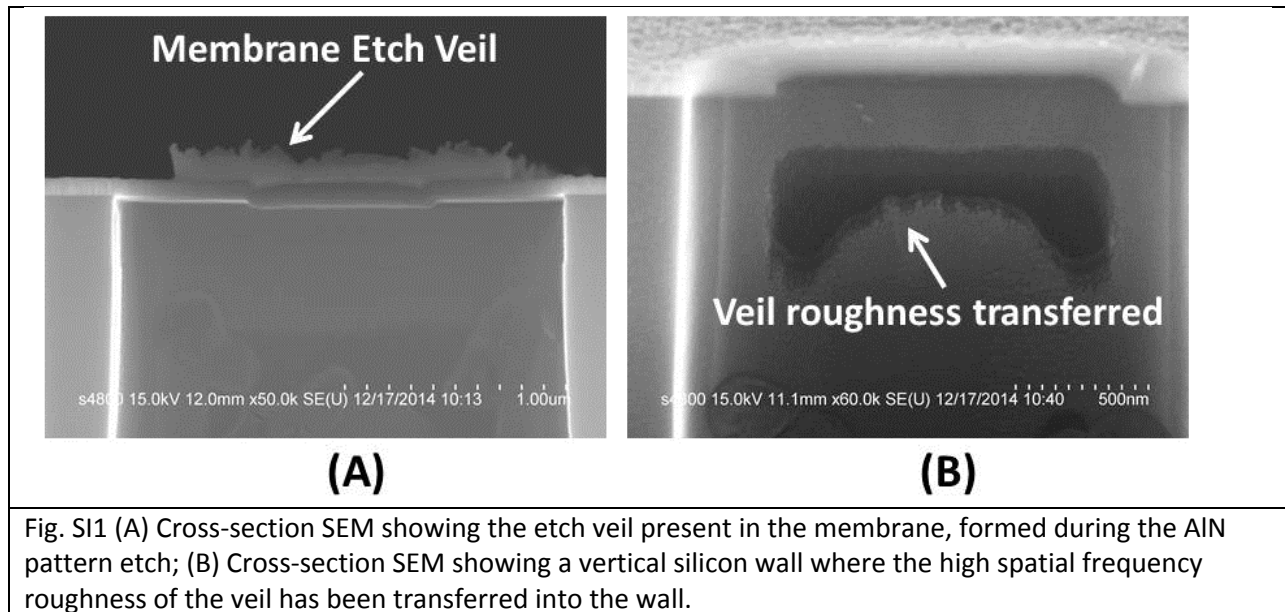 Membrane Etch Veil
s4800 15.0kV 12.0mm x50.0k SE(U) 12/17/2014 10:13 1.00um
(A)
Veil roughness transferred
s4800 15.0kV 11.1mm x60.0k SE(U) 12/17/2014 10:40 500nm
(B)
Fig. SI1 (A) Cross-section SEM showing the etch veil present in the membrane, formed during the AlN
pattern etch; (B) Cross-section SEM showing a vertical silicon wall where the high spatial frequency
roughness of the veil has been transferred into the wall.